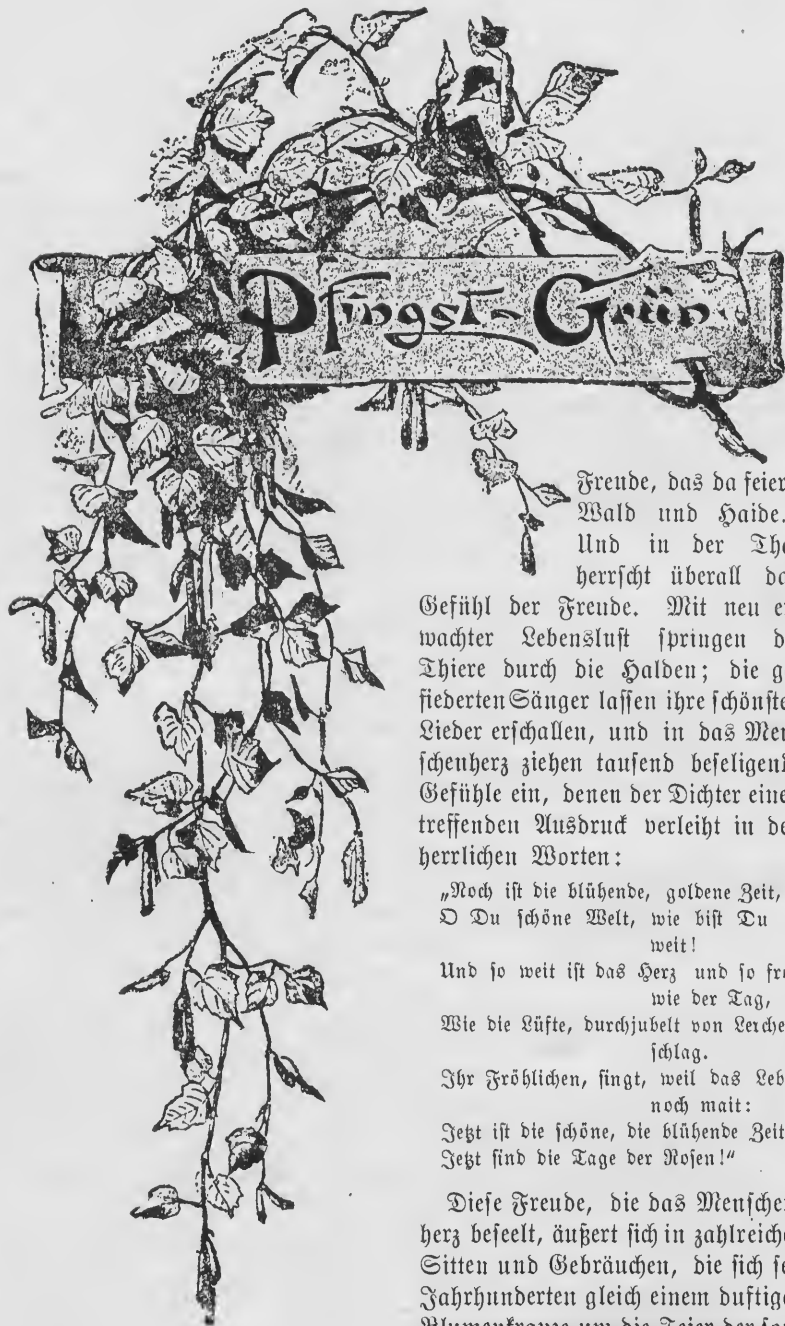 Pfingst-Grün
Freude, das da feier
Wald und Haide.
Und in der Tha
herrscht überall da
Gefühl der Freude. Mit neu er
wachter Lebenslust springen d
Thiere durch die Halden; die g
fiederten Sänger lassen ihre schönste
Lieder erschallen, und in das Men
schenherz ziehen tausend beseligend
Gefühle ein, denen der Dichter eine
treffenden Ausdruck verleiht in de
herrlichen Worten:
„Noch ist die blühende, goldene Zeit,
O Du schöne Welt, wie bist Du
weit!
Und so weit ist das Herz und so fro
wie der Tag,
Wie die Lüfte, durchjubelt von Lerche
schlag.
Ihr Fröhlichen, singt, weil das Leb
noch mait:
Jetzt ist die schöne, die blühende Zeit
Jetzt sind die Tage der Rosen!“
Diese Freude, die das Mensche
herz beseelt, äußert sich in zahlreiche
Sitten und Gebräuchen, die sich se
Jahrhunderten gleich einem duftige